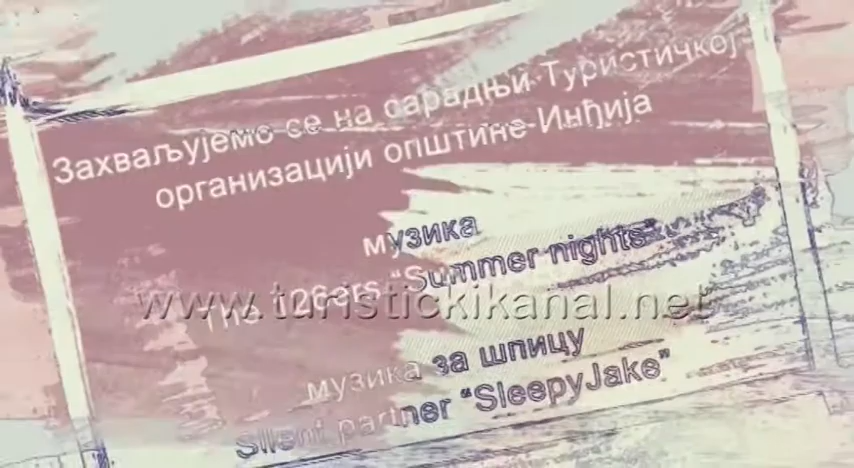 Захваљујемо се на сарадњи Туристичкој
организацији општине Инђија
музика
The 126ers “Summer nights”
www.turistickikanal.net
музика за шпицу
Silent partner “SleepyJake”